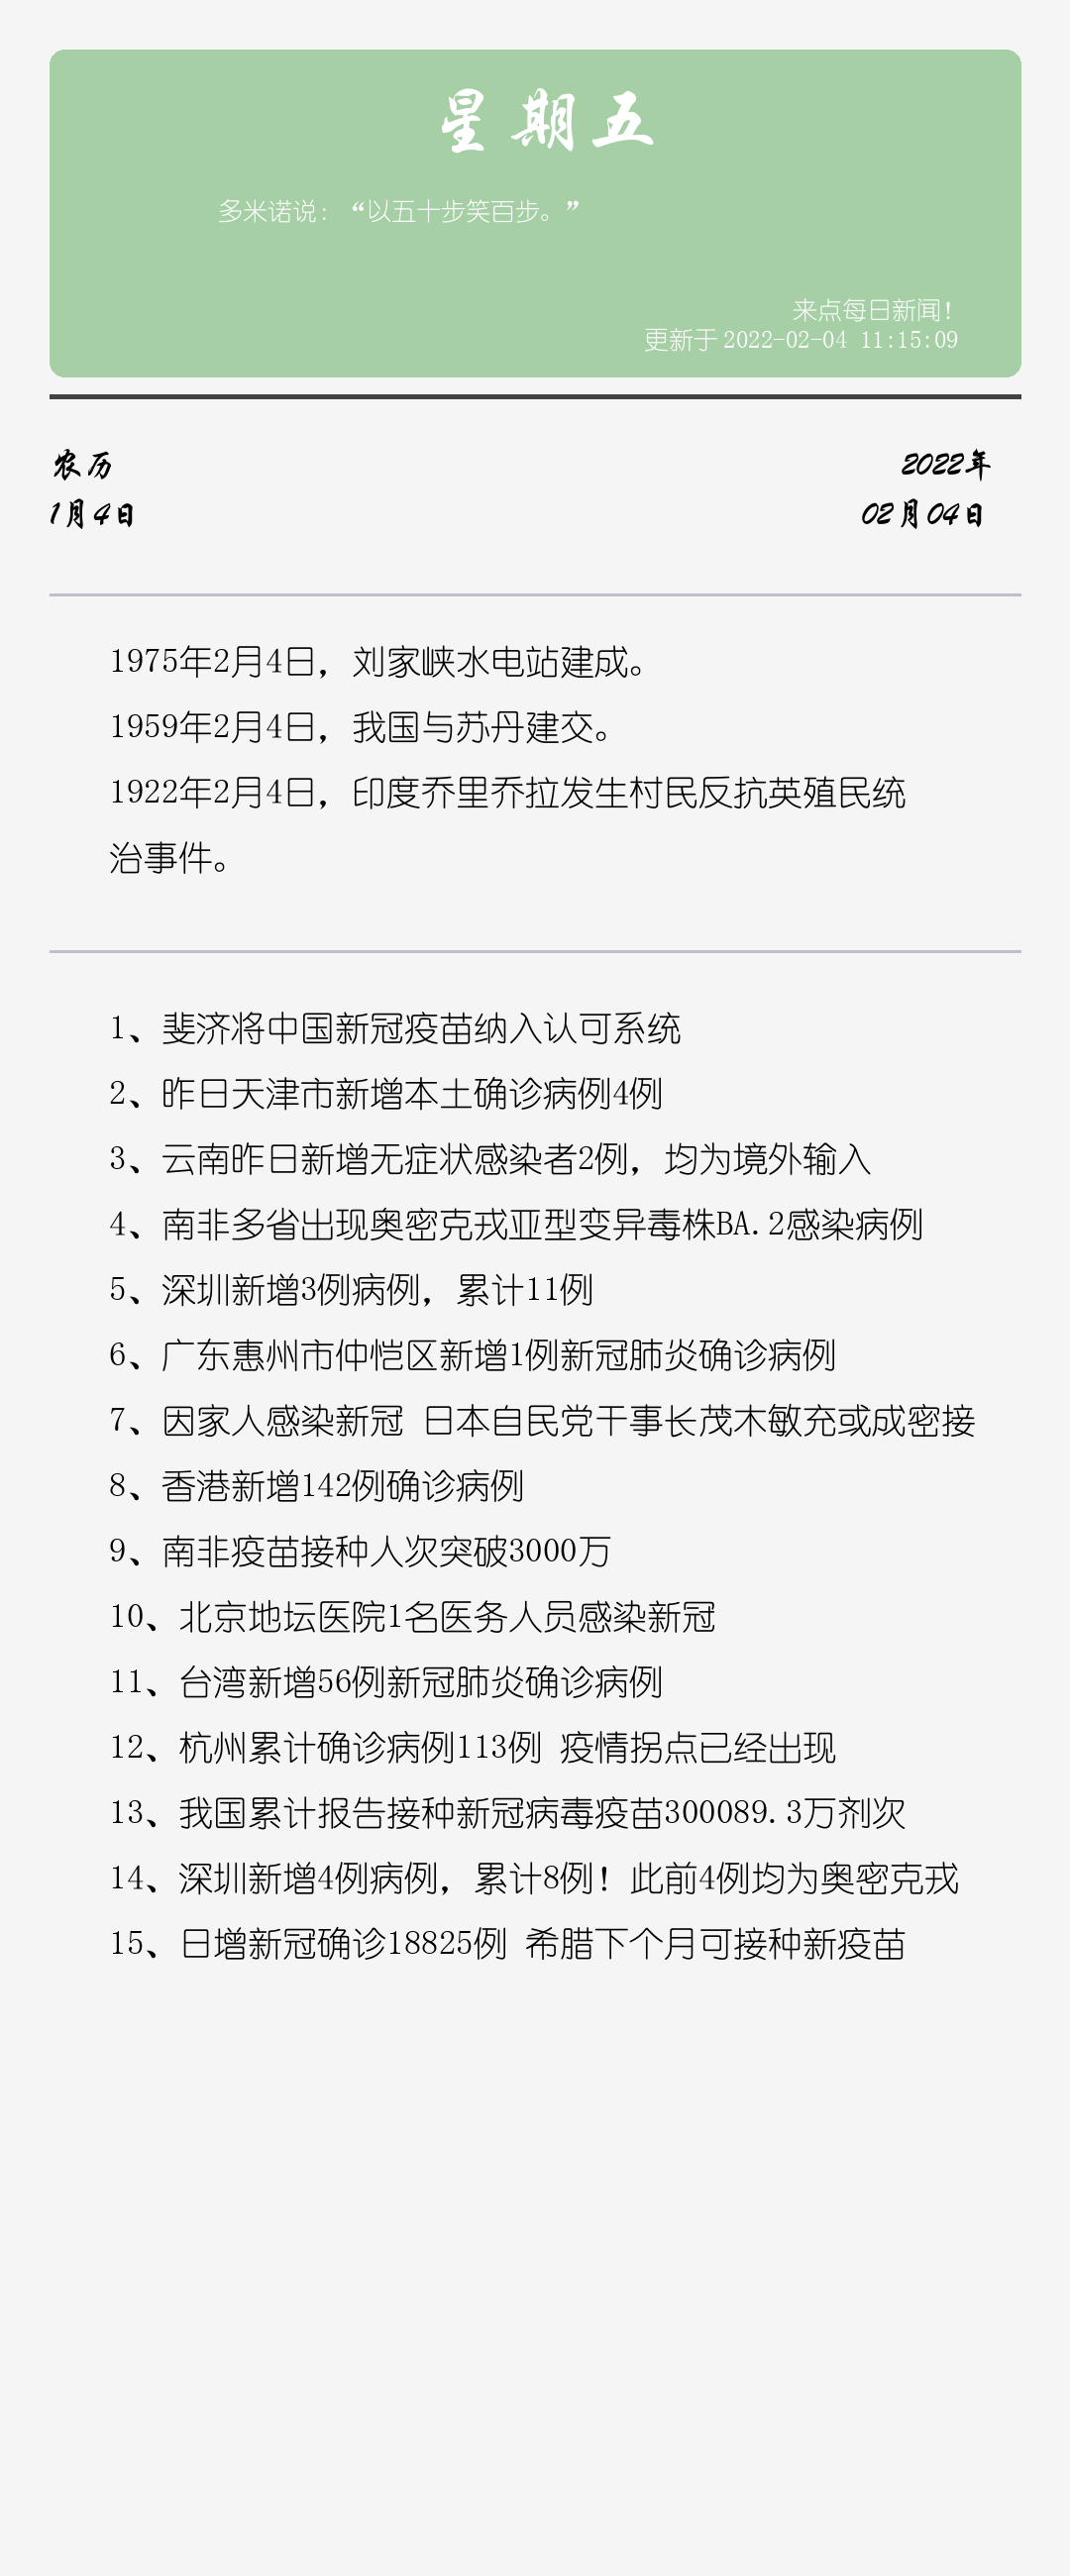 星期五
多米诺说：“以五十步笑百步。”
来点每日新闻！
更新于 2022-02-04 11:15:09
农历
1月4日
2022年
02月04日
1975年2月4日，刘家峡水电站建成。
1959年2月4日，我国与苏丹建交。
1922年2月4日，印度乔里乔拉发生村民反抗英殖民统
治事件。
1、斐济将中国新冠疫苗纳入认可系统
2、昨日天津市新增本土确诊病例4例
3、云南昨日新增无症状感染者2例，均为境外输入
4、南非多省出现奥密克戎亚型变异毒株BA.2感染病例
5、深圳新增3例病例，累计11例
6、广东惠州市仲恺区新增1例新冠肺炎确诊病例
7、因家人感染新冠 日本自民党干事长茂木敏充或成密接
8、香港新增142例确诊病例
9、南非疫苗接种人次突破3000万
10、北京地坛医院1名医务人员感染新冠
11、台湾新增56例新冠肺炎确诊病例
12、杭州累计确诊病例113例 疫情拐点已经出现
13、我国累计报告接种新冠病毒疫苗300089.3万剂次
14、深圳新增4例病例，累计8例！此前4例均为奥密克戎
15、日增新冠确诊18825例 希腊下个月可接种新疫苗